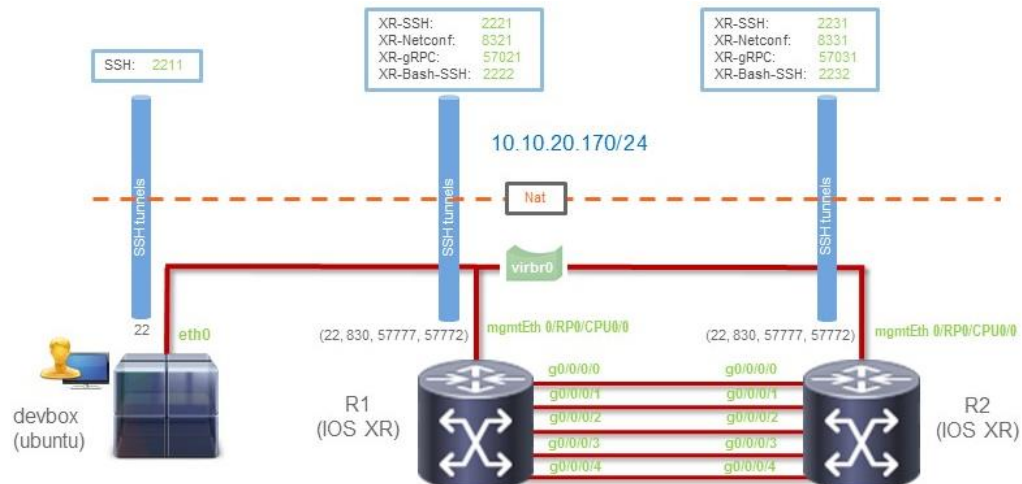 SSH: 2211
XR-SSH: 2221
XR-Netconf: 8321
XR-gRPC: 57021
XR-Bash-SSH: 2222
XR-SSH: 2231
XR-Netconf: 8331
XR-gRPC: 57031
XR-Bash-SSH: 2232
10.10.20.170/24
Nat
SSH tunnels
SSH tunnels
SSH tunnels
virbr0
22
eth0
(22, 830, 57777, 57772)
mgmtEth 0/RP0/CPU0/0
(22, 830, 57777, 57772)
mgmtEth 0/RP0/CPU0/0
devbox
(ubuntu)
R1
(IOS XR)
g0/0/0/0
g0/0/0/0
g0/0/0/1
g0/0/0/1
g0/0/0/2
g0/0/0/2
g0/0/0/3
g0/0/0/3
g0/0/0/4
g0/0/0/4
R2
(IOS XR)